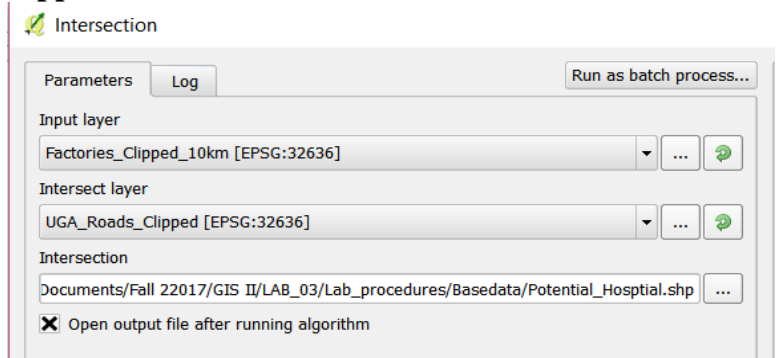 Intersection
Parameters Log Run as batch process...
Input layer
Factories_Clipped_10km [EPSG:32636] ...
Intersect layer
UGA_Roads_Clipped [EPSG:32636] ...
Intersection
Documents/Fall 22017/GIS II/LAB_03/Lab_procedures/Basedata/Potential_Hosptial.shp ...
Open output file after running algorithm